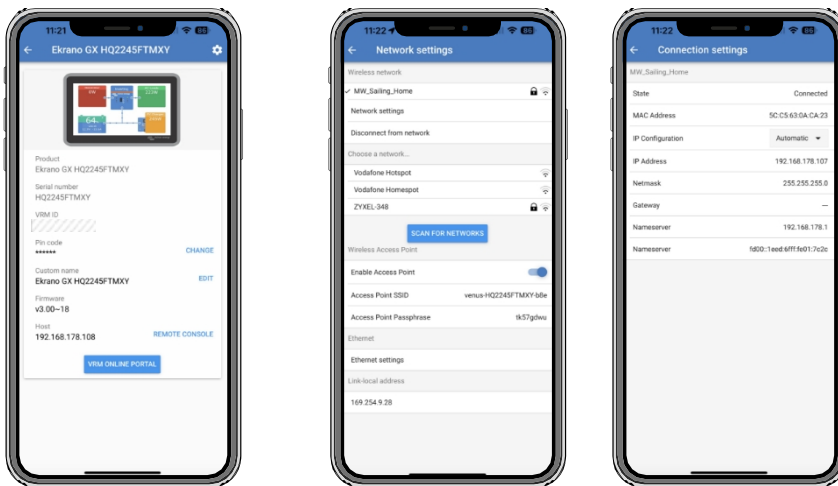 11:21
66
Ekrano GX HQ2245FTMXY
64
Product
Ekrano GX HQ2245FTMXY
Serial number
HQ2245FTMXY
VRM ID
Pin code
******
CHANGE
Custom name
Ekrano GX HQ2245FTMXY
EDIT
Firmware
v3.00~18
Host
192.168.178.108
REMOTE CONSOLE
VRM ONLINE PORTAL
11:22
66
Network settings
Wireless network
MW_Sailing_Home
Network settings
Disconnect from network
Choose a network...
Vodafone Hotspot
Vodafone Homespot
ZYXEL-348
SCAN FOR NETWORKS
Wireless Access Point
Enable Access Point
Access Point SSID venus-HQ2245FTMXY-b8e
Access Point Passphrase tk57gdwu
Ethernet
Ethernet settings
Link-local address
169.254.9.28
11:22
66
Connection settings
MW_Sailing_Home
State Connected
MAC Address 5C:C5:63:0A:CA:23
IP Configuration Automatic
IP Address 192.168.178.107
Netmask 255.255.255.0
Gateway —
Nameserver 192.168.178.1
Nameserver fd00::1eed:6fff:fe01:7c2c